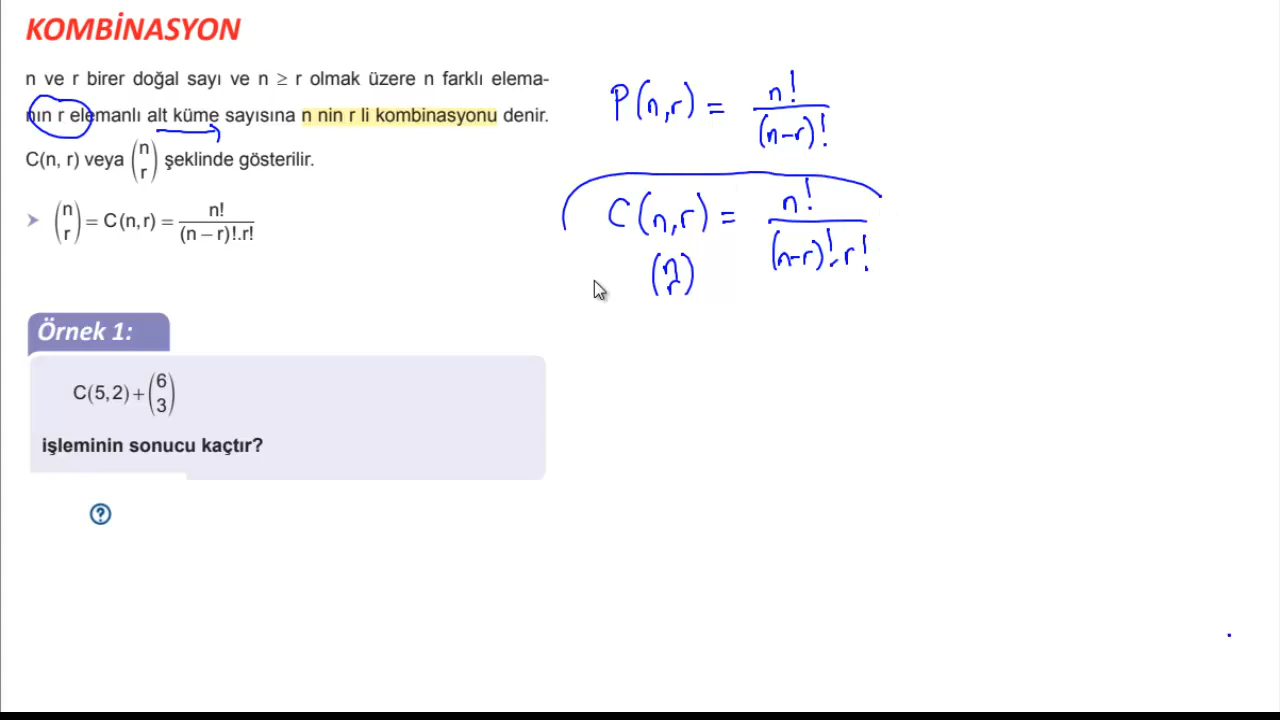 KOMBİNASYON
n ve r birer doğal sayı ve n ≥ r olmak üzere n farklı elema-
nın r elemanlı alt küme sayısına n nin r li kombinasyonu denir.
C(n, r) veya (n r) şeklinde gösterilir.
(n r) = C(n, r) = n! / (n − r)!.r!
Örnek 1:
C(5, 2) + (6 3)
işleminin sonucu kaçtır?
P(n,r) = n! / (n-r)!
C(n,r) = n! / (n-r)!.r!
(n r)